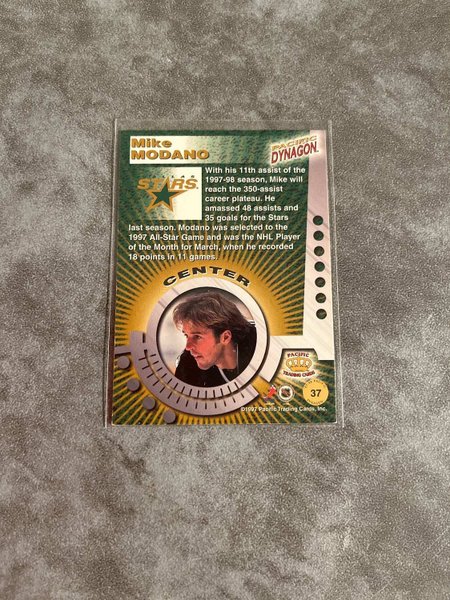 Mike
MODANO
PACIFIC
DYNAGON
STARS
With his 11th assist of the
1997-98 season, Mike will
reach the 350-assist
career plateau. He
amassed 48 assists and
35 goals for the Stars
last season. Modano was selected to the
1997 All-Star Game and was the NHL Player
of the Month for March, when he recorded
18 points in 11 games.
CENTER
PACIFIC
TRADING CARDS
37
©1997 Pacific Trading Cards, Inc.